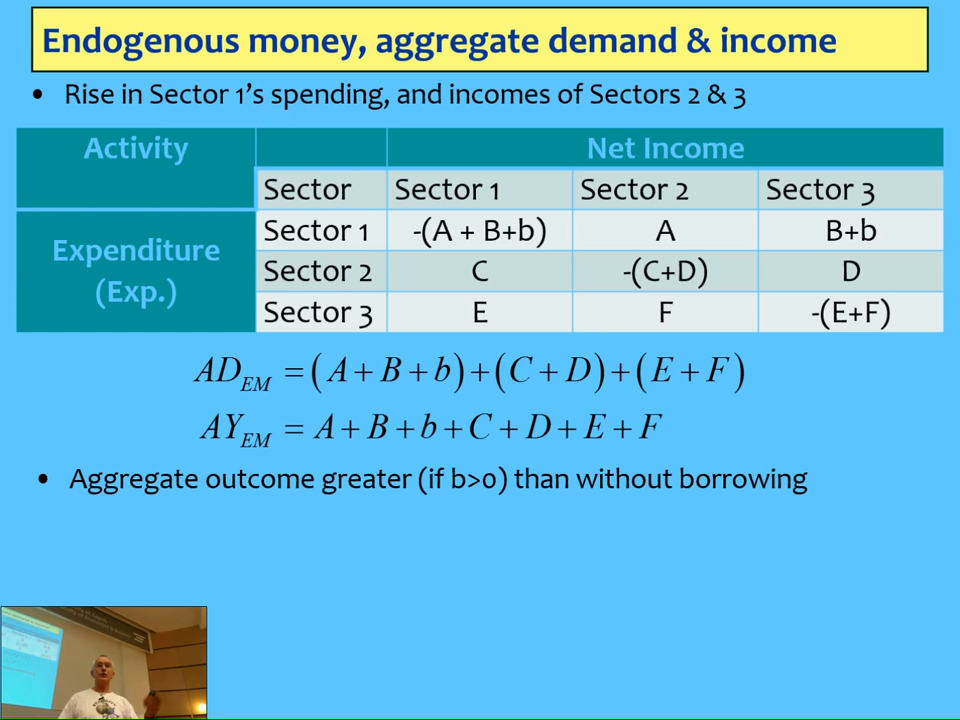 Endogenous money, aggregate demand & income
• Rise in Sector 1's spending, and incomes of Sectors 2 & 3
Activity Net Income
Sector Sector 1 Sector 2 Sector 3
Expenditure (Exp.)
Sector 1 -(A + B+b) A B+b
Sector 2 C -(C+D) D
Sector 3 E F -(E+F)
AD_EM = (A + B + b) + (C + D) + (E + F)
AY_EM = A + B + b + C + D + E + F
• Aggregate outcome greater (if b>0) than without borrowing